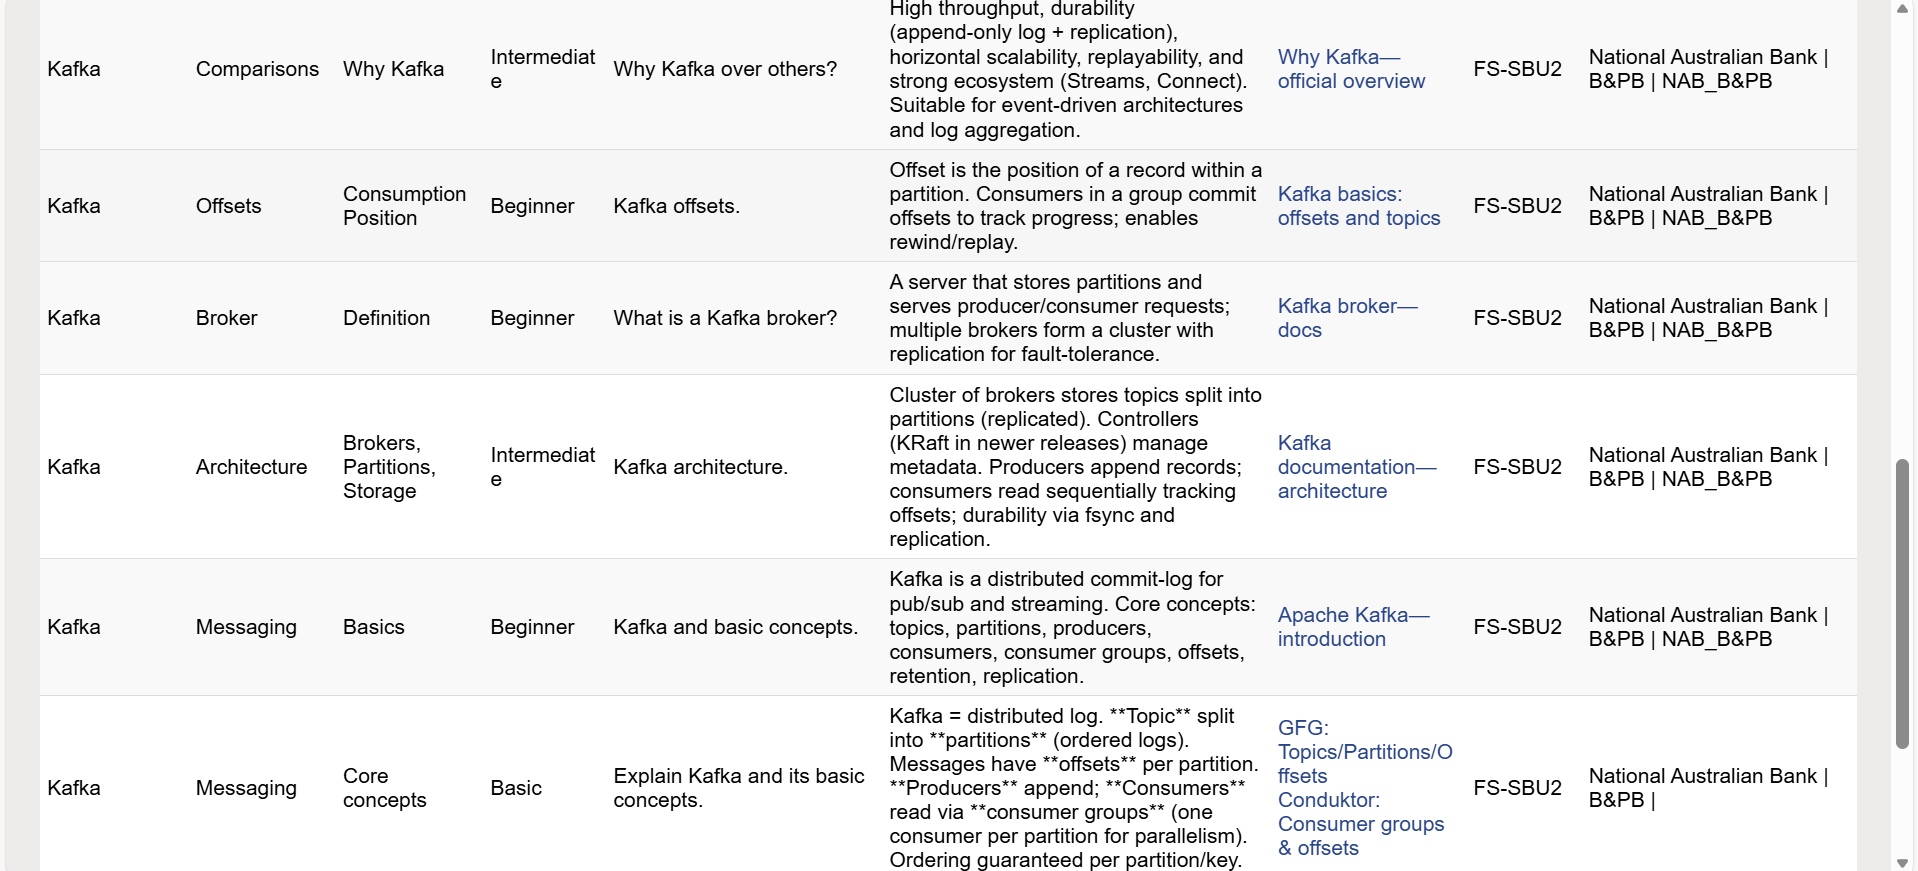 High throughput, durability
(append-only log + replication),
horizontal scalability, replayability, and
strong ecosystem (Streams, Connect).
Suitable for event-driven architectures
and log aggregation.
Kafka
Comparisons
Why Kafka
Intermediat
e
Why Kafka over others?
Why Kafka—
official overview
FS-SBU2
National Australian Bank |
B&PB | NAB_B&PB
Kafka
Offsets
Consumption
Position
Beginner
Kafka offsets.
Offset is the position of a record within a
partition. Consumers in a group commit
offsets to track progress; enables
rewind/replay.
Kafka basics:
offsets and topics
FS-SBU2
National Australian Bank |
B&PB | NAB_B&PB
Kafka
Broker
Definition
Beginner
What is a Kafka broker?
A server that stores partitions and
serves producer/consumer requests;
multiple brokers form a cluster with
replication for fault-tolerance.
Kafka broker—
docs
FS-SBU2
National Australian Bank |
B&PB | NAB_B&PB
Kafka
Architecture
Brokers,
Partitions,
Storage
Intermediat
e
Kafka architecture.
Cluster of brokers stores topics split into
partitions (replicated). Controllers
(KRaft in newer releases) manage
metadata. Producers append records;
consumers read sequentially tracking
offsets; durability via fsync and
replication.
Kafka
documentation—
architecture
FS-SBU2
National Australian Bank |
B&PB | NAB_B&PB
Kafka
Messaging
Basics
Beginner
Kafka and basic concepts.
Kafka is a distributed commit-log for
pub/sub and streaming. Core concepts:
topics, partitions, producers,
consumers, consumer groups, offsets,
retention, replication.
Apache Kafka—
introduction
FS-SBU2
National Australian Bank |
B&PB | NAB_B&PB
Kafka
Messaging
Core
concepts
Basic
Explain Kafka and its basic
concepts.
Kafka = distributed log. **Topic** split
into **partitions** (ordered logs).
Messages have **offsets** per partition.
**Producers** append; **Consumers**
read via **consumer groups** (one
consumer per partition for parallelism).
Ordering guaranteed per partition/key.
GFG:
Topics/Partitions/O
ffsets
Conduktor:
Consumer groups
& offsets
FS-SBU2
National Australian Bank |
B&PB |